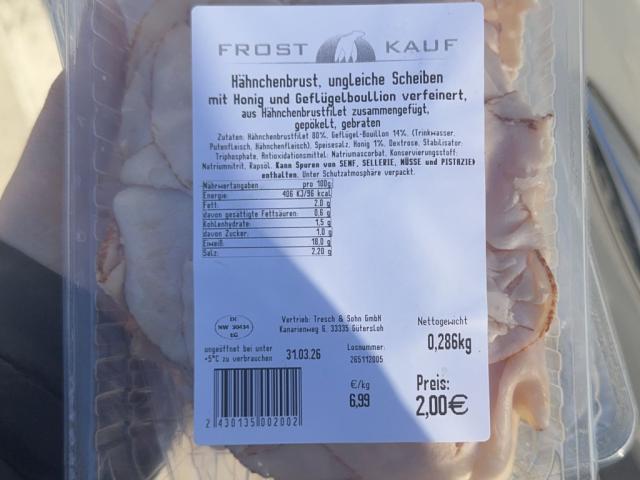 FROST KAUF
Hähnchenbrust, ungleiche Scheiben
mit Honig und Geflügelboullion verfeinert,
aus Hähnchenbrustfilet zusammengefügt,
gepökelt, gebraten
Zutaten: Hähnchenbrustfilet 80%, Geflügel-Bouillon 14%, (Trinkwasser,
Putenfleisch, Hähnchenfleisch), Speisesalz, Honig 1%, Dextrose, Stabilisator:
Triphosphate, Antioxidationsmittel: Natriumascorbat, Konservierungsstoff:
Natriumnitrit, Rapsöl. Kann Spuren von SENF, SELLERIE, NÜSSE und PISTAZIEN
enthalten. Unter Schutzatmosphäre verpackt.
Nährwertangaben pro 100g
Energie: 406 KJ/96 kcal
Fett: 2,0 g
davon gesättigte Fettsäuren: 0,6 g
Kohlenhydrate: 1,5 g
davon Zucker: 1,0 g
Eiweiß: 18,0 g
Salz: 2,20 g
DE
NW 30434
EG
Vertrieb: Tresch & Sohn GmbH
Kanarienweg 6, 33335 Gütersloh
Nettogewicht
0,286kg
ungeöffnet bei unter
+5°C zu verbrauchen
31.03.26
Losnummer:
265112005
€/kg
6,99
Preis:
2,00€
2 430135 002002